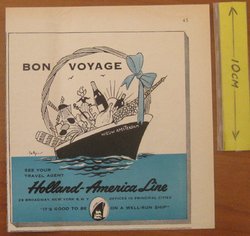 45
BON VOYAGE
NIEUW AMSTERDAM
SEE YOUR
TRAVEL AGENT
Holland-America Line
29 BROADWAY, NEW YORK 6, N.Y. OFFICES IN PRINCIPAL CITIES
"IT'S GOOD TO BE ON A WELL-RUN SHIP"
10CM